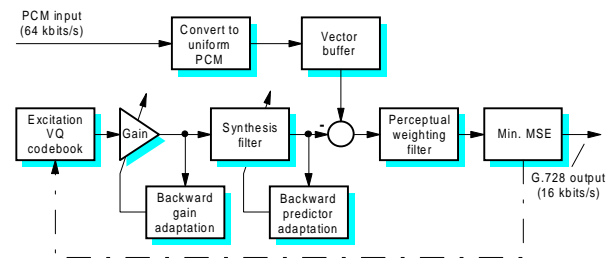 PCM input
(64 kbits/s)
Convert to
uniform
PCM
Vector
buffer
Excitation
VQ
codebook
Gain
Synthesis
filter
-
Perceptual
weighting
filter
Min. MSE
G.728 output
(16 kbits/s)
Backward
gain
adaptation
Backward
predictor
adaptation